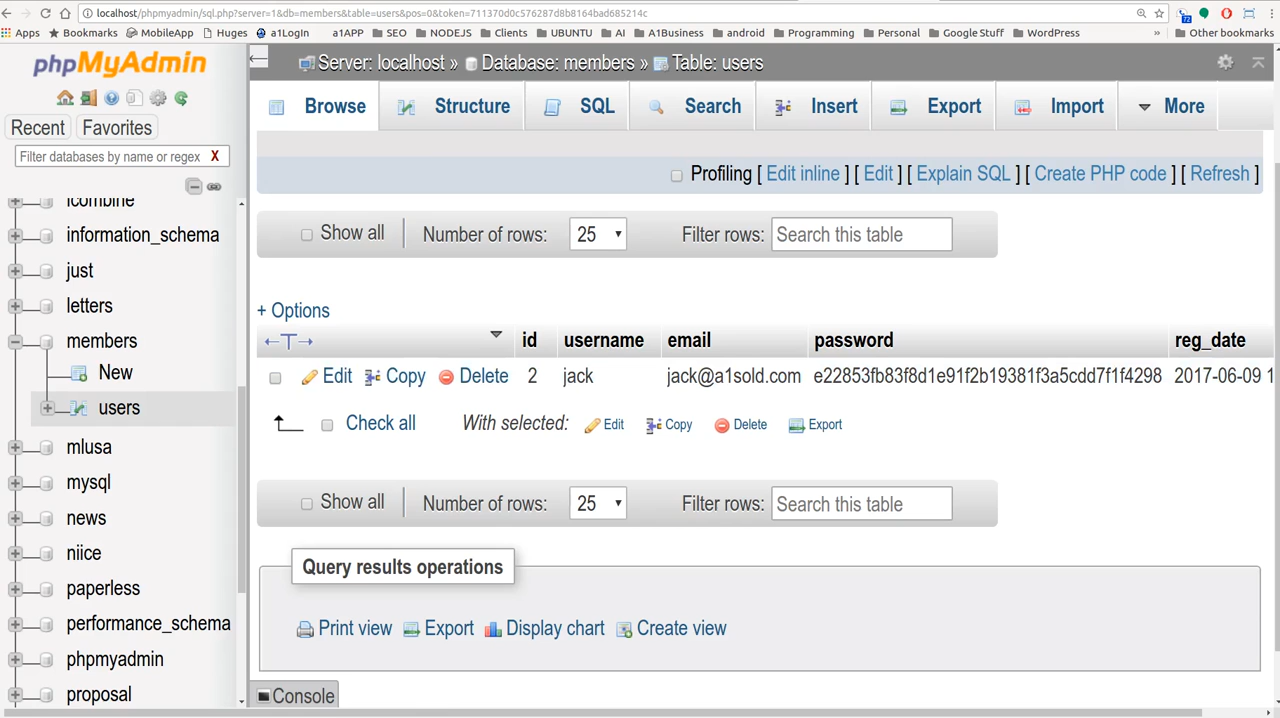 localhost/phpmyadmin/sql.php?server=1&db=members&table=users&pos=0&token=711370d0c576287d8b8164bad685214c
72
Apps Bookmarks MobileApp Huges a1LogIn a1APP SEO NODEJS Clients UBUNTU AI A1Business android Programming Personal Google Stuff WordPress » Other bookmarks
phpMyAdmin
Recent Favorites
Filter databases by name or regex X
icombine
information_schema
just
letters
members
New
users
mlusa
mysql
news
niice
paperless
performance_schema
phpmyadmin
proposal
Server: localhost » Database: members » Table: users
Browse Structure SQL Search Insert Export Import More
Profiling [ Edit inline ] [ Edit ] [ Explain SQL ] [ Create PHP code ] [ Refresh ]
Show all Number of rows: 25 Filter rows: Search this table
+ Options
←T→ id username email password reg_date
Edit Copy Delete 2 jack jack@a1sold.com e22853fb83f8d1e91f2b19381f3a5cdd7f1f4298 2017-06-09 1
Check all With selected: Edit Copy Delete Export
Show all Number of rows: 25 Filter rows: Search this table
Query results operations
Print view Export Display chart Create view
Console